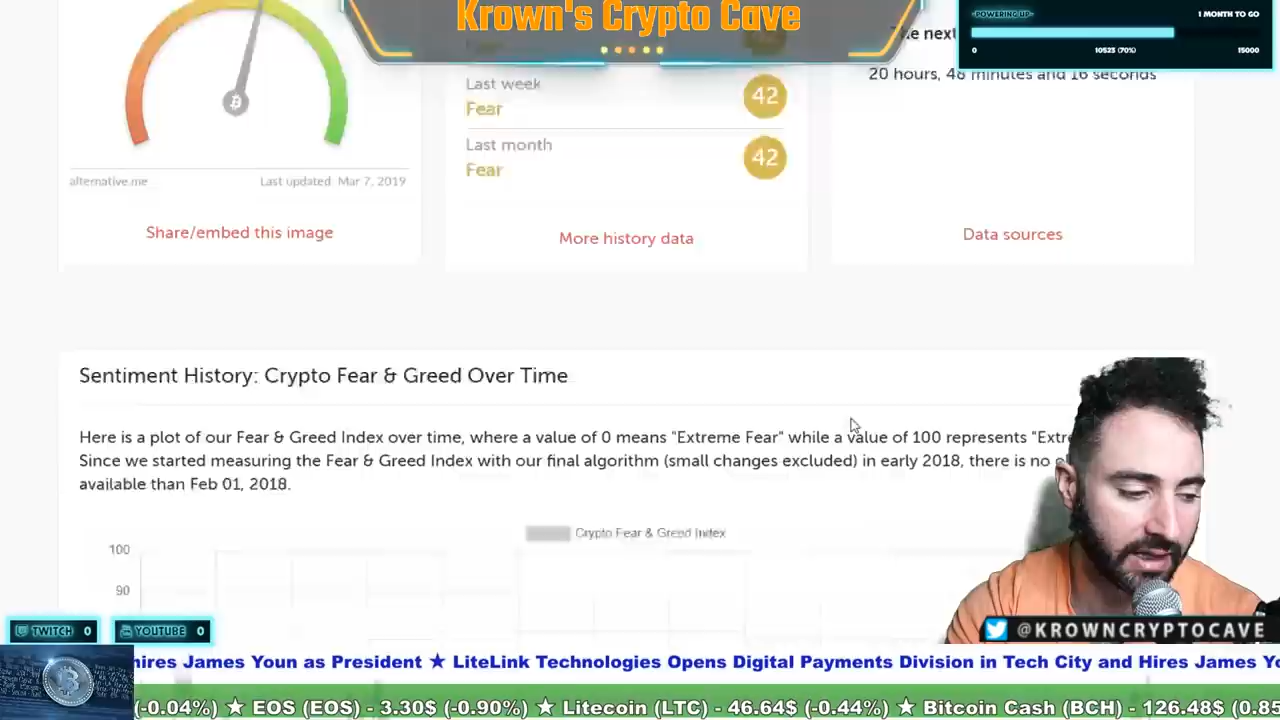 Krown's Crypto Cave
-POWERING UP-
1 MONTH TO GO
0
10523 (70%)
15000
he next
20 hours, 48 minutes and 16 seconds
Last week
Fear
42
Last month
Fear
42
alternative.me
Last updated: Mar 7, 2019
Share/embed this image
More history data
Data sources
Sentiment History: Crypto Fear & Greed Over Time
Here is a plot of our Fear & Greed Index over time, where a value of 0 means "Extreme Fear" while a value of 100 represents "Extre
Since we started measuring the Fear & Greed Index with our final algorithm (small changes excluded) in early 2018, there is no
available than Feb 01, 2018.
Crypto Fear & Greed Index
100
90
TWITCH 0
YOUTUBE 0
@KROWNCRYPTOCAVE
hires James Youn as President ★ LiteLink Technologies Opens Digital Payments Division in Tech City and Hires James Yo
(-0.04%) ★ EOS (EOS) - 3.30$ (-0.90%) ★ Litecoin (LTC) - 46.64$ (-0.44%) ★ Bitcoin Cash (BCH) - 126.48$ (0.85